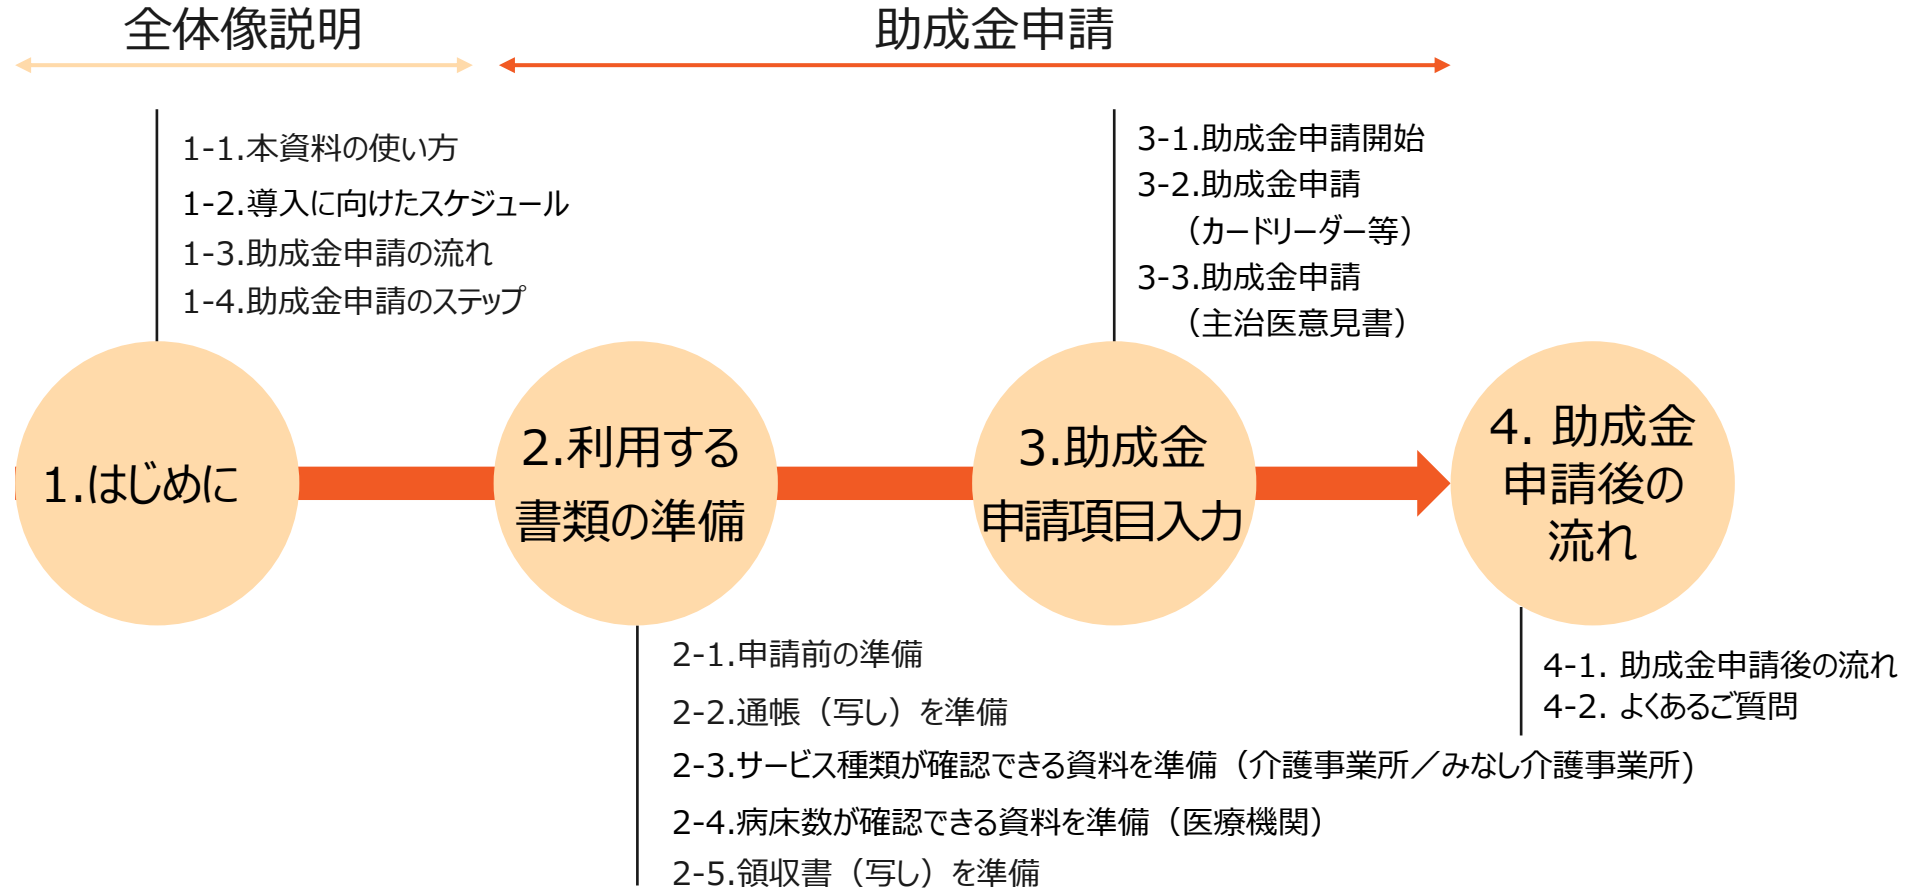 全体像説明
助成金申請
1-1.本資料の使い方
1-2.導入に向けたスケジュール
1-3.助成金申請の流れ
1-4.助成金申請のステップ
3-1.助成金申請開始
3-2.助成金申請
（カードリーダー等）
3-3.助成金申請
（主治医意見書）
1.はじめに
2.利用する
書類の準備
3.助成金
申請項目入力
4. 助成金
申請後の
流れ
2-1.申請前の準備
2-2.通帳（写し）を準備
2-3.サービス種類が確認できる資料を準備（介護事業所／みなし介護事業所)
2-4.病床数が確認できる資料を準備（医療機関）
2-5.領収書（写し）を準備
4-1. 助成金申請後の流れ
4-2. よくあるご質問